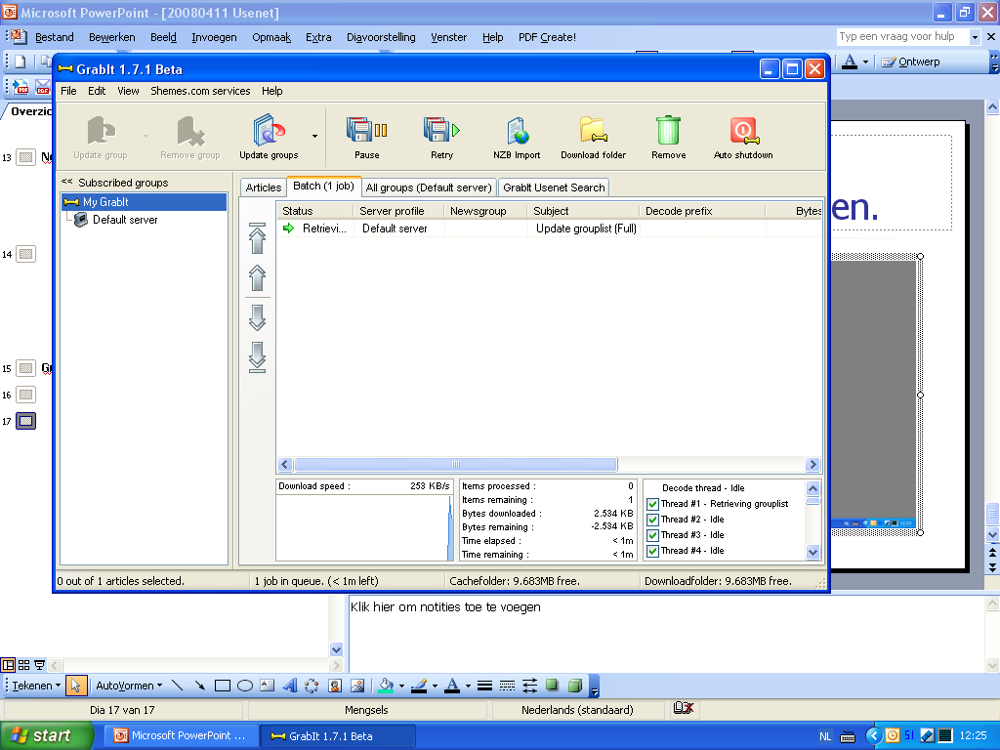 Microsoft PowerPoint - [20080411 Usenet]
Bestand Bewerken Beeld Invoegen Opmaak Extra Diavoorstelling Venster Help PDF Create!
Typ een vraag voor hulp
Ontwerp
GrabIt 1.7.1 Beta
File Edit View Shemes.com services Help
Update group Remove group Update groups Pause Retry NZB Import Download folder Remove Auto shutdown
<< Subscribed groups
My GrabIt
Default server
Articles Batch (1 job) All groups (Default server) GrabIt Usenet Search
Status Server profile Newsgroup Subject Decode prefix Bytes
Retrievi... Default server Update grouplist (Full)
Download speed : 253 KB/s
Items processed : 0
Items remaining : 1
Bytes downloaded : 2.534 KB
Bytes remaining : -2.534 KB
Time elapsed : < 1m
Time remaining : < 1m
Decode thread - Idle
Thread #1 - Retrieving grouplist
Thread #2 - Idle
Thread #3 - Idle
Thread #4 - Idle
0 out of 1 articles selected. 1 job in queue. (< 1m left) Cachefolder: 9.683MB free. Downloadfolder: 9.683MB free.
13
14
15
16
17
en.
Klik hier om notities toe te voegen
Tekenen AutoVormen
Dia 17 van 17 Mengsels Nederlands (standaard)
start Microsoft PowerPoint ... GrabIt 1.7.1 Beta NL 51 12:25